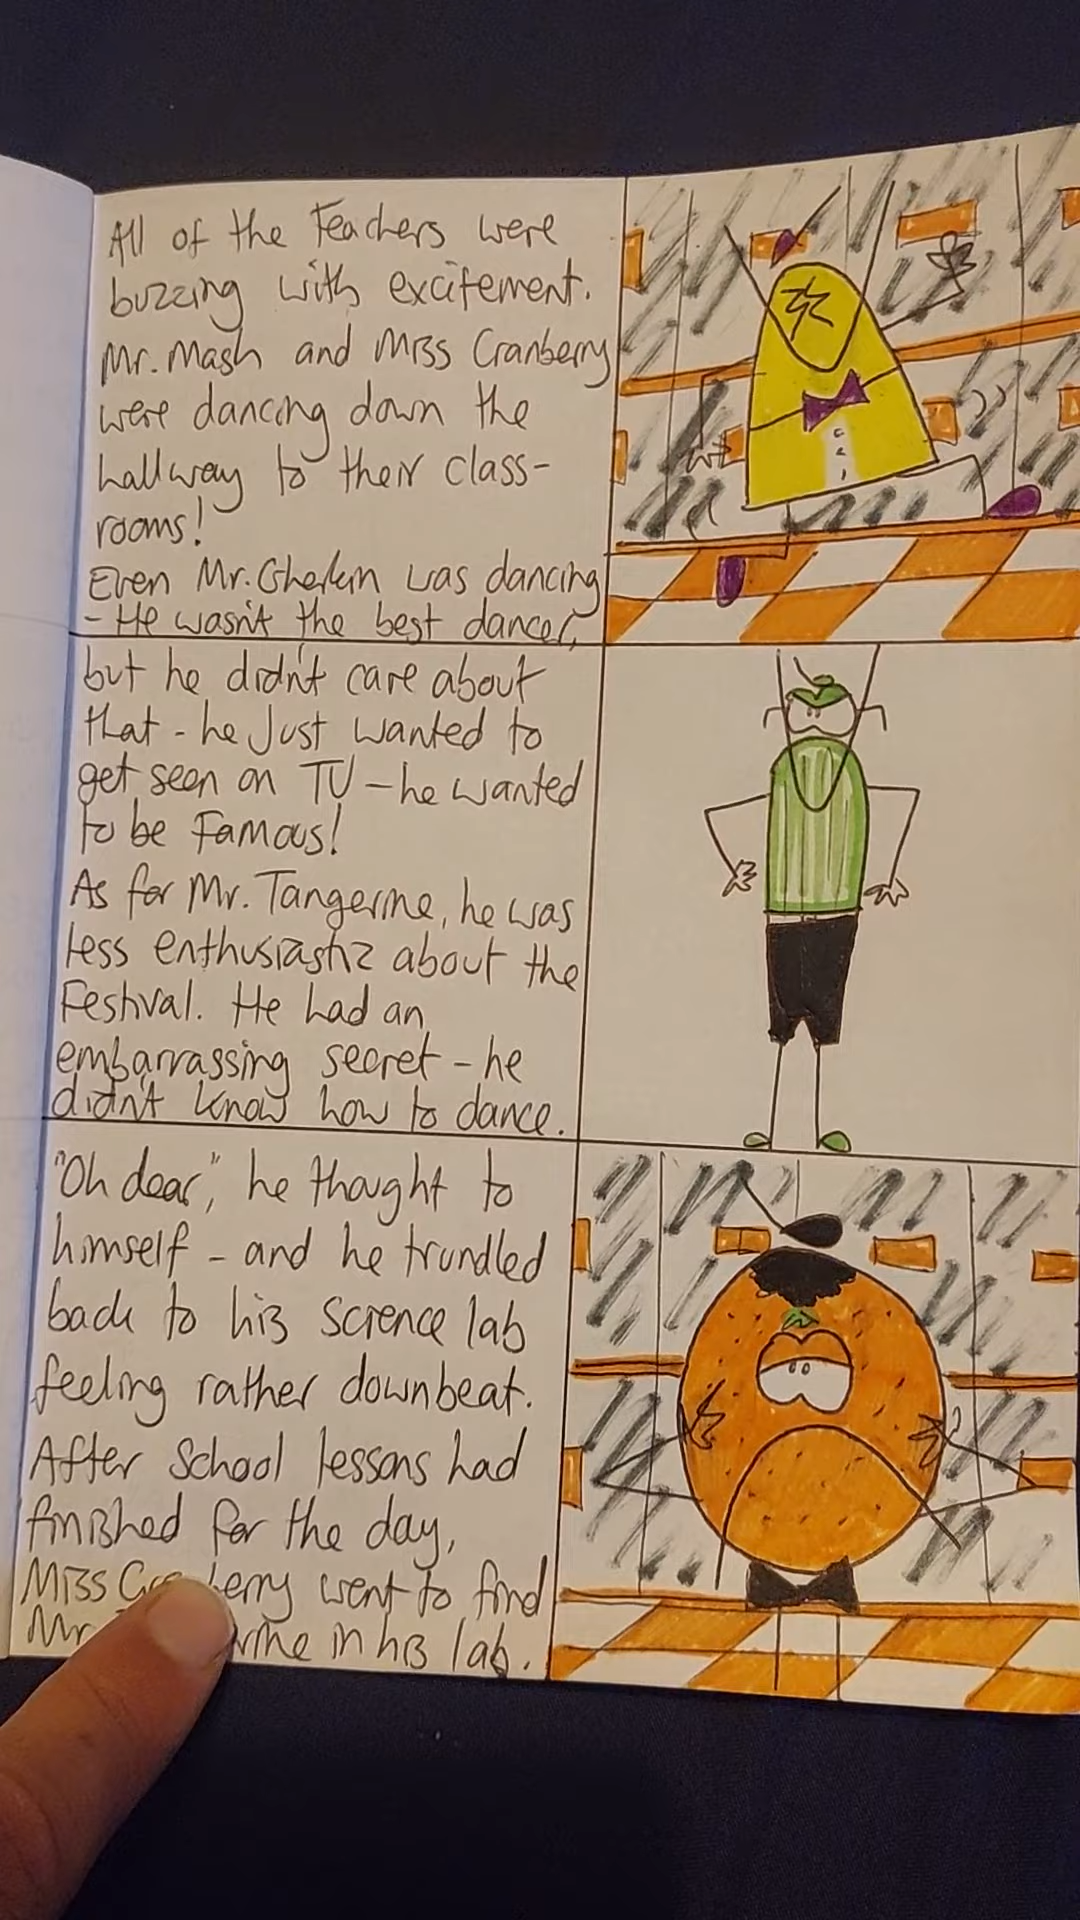 All of the teachers were
buzzing with excitement.
Mr. Mash and Miss Cranberry
were dancing down the
hallway to their class-
rooms!
Even Mr. Gherkin was dancing
- He wasn't the best dancer,
but he didn't care about
that - he just wanted to
get seen on TV - he wanted
to be Famous!
As for Mr. Tangerine, he was
less enthusiastic about the
Festival. He had an
embarrassing secret - he
didn't know how to dance.
"Oh dear," he thought to
himself - and he trundled
back to his science lab
feeling rather downbeat.
After School lessons had
finished for the day,
Miss went to find
Mr. in his lab.